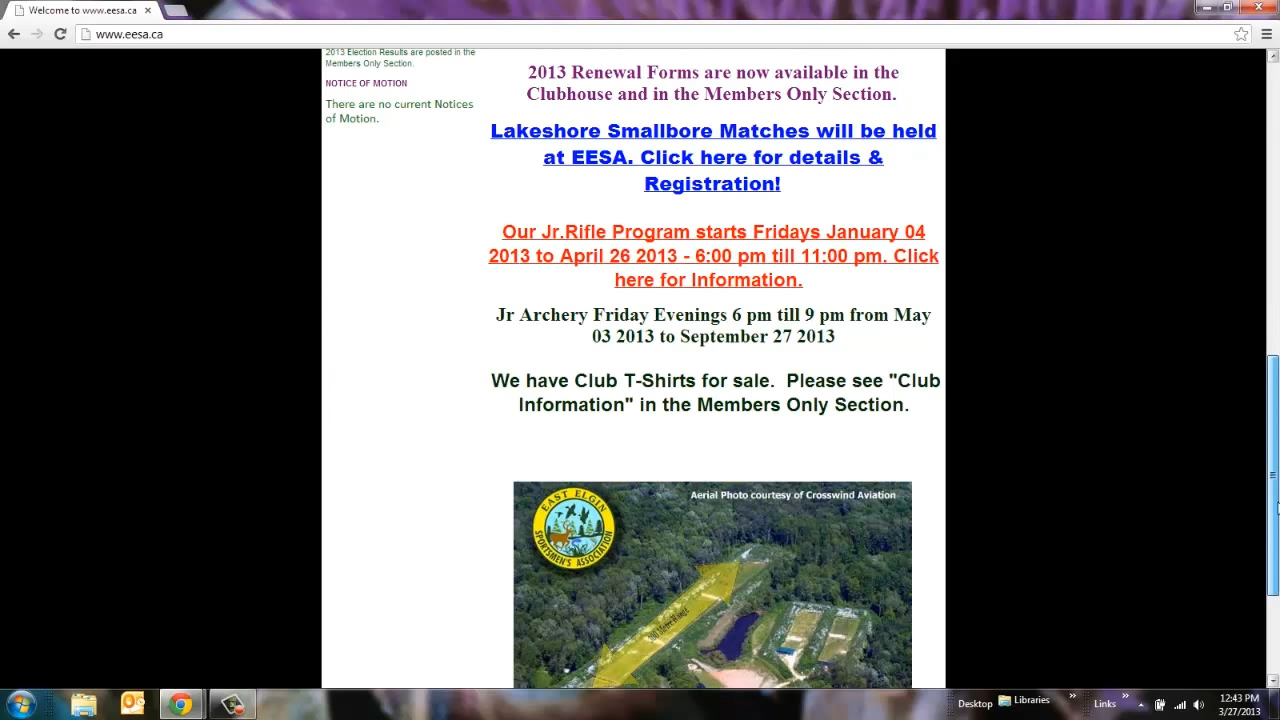 Welcome to www.eesa.ca
www.eesa.ca
2013 Election Results are posted in the
Members Only Section.
NOTICE OF MOTION
There are no current Notices
of Motion.
2013 Renewal Forms are now available in the
Clubhouse and in the Members Only Section.
Lakeshore Smallbore Matches will be held
at EESA. Click here for details &
Registration!
Our Jr.Rifle Program starts Fridays January 04
2013 to April 26 2013 - 6:00 pm till 11:00 pm. Click
here for Information.
Jr Archery Friday Evenings 6 pm till 9 pm from May
03 2013 to September 27 2013
We have Club T-Shirts for sale.  Please see "Club
Information" in the Members Only Section.
Aerial Photo courtesy of Crosswind Aviation
EAST ELGIN
SPORTSMEN'S ASSOCIATION
Desktop
Libraries
Links
12:43 PM
3/27/2013